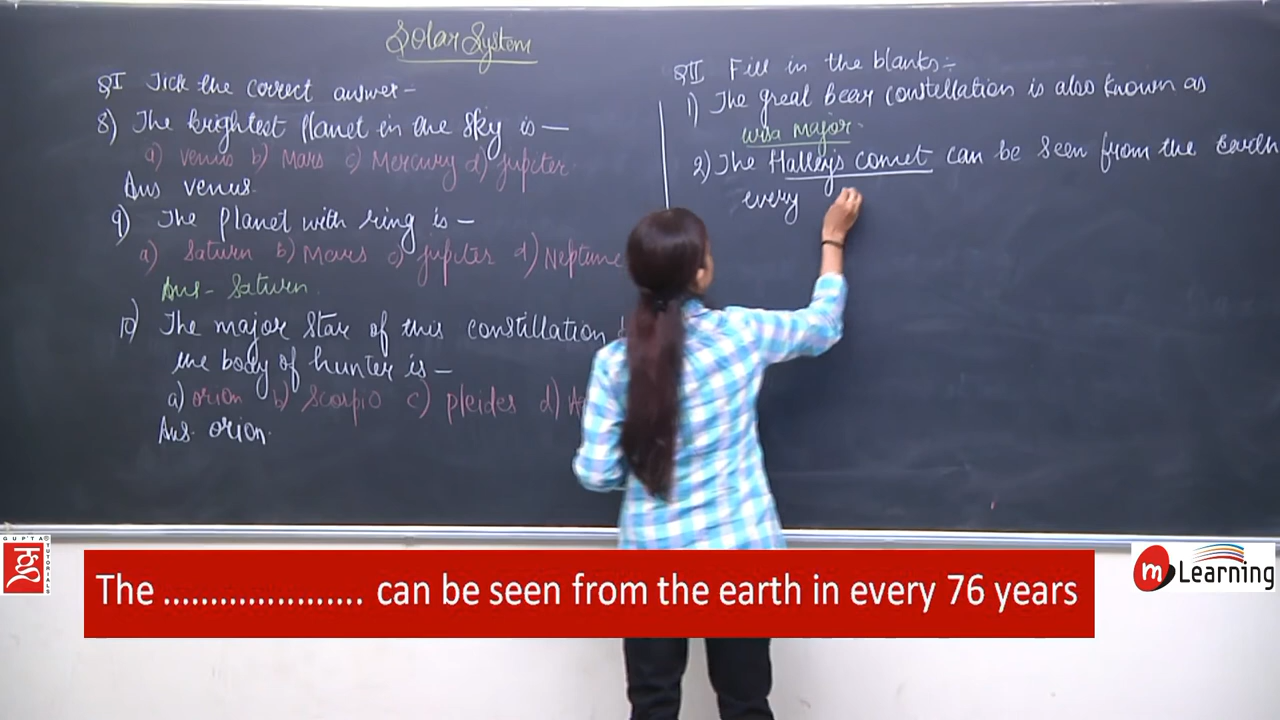 Solar System
QI Tick the correct answer -
8) The brightest planet in the sky is —
a) Venus b) Mars c) Mercury d) Jupiter.
Ans venus.
9) The planet with ring is —
a) Saturn b) Mars c) Jupiter d) Neptune
Ans - Saturn.
10) The major star of this constillation
the body of hunter is —
a) orion b) Scorpio c) pleides d)
Ans. orion.
QII Fill in the blanks :-
1) The great bear constellation is also known as
ursa major.
2) The Halley's comet can be seen from the Earth
every
The ..................... can be seen from the earth in every 76 years
GUPTA TUTORIALS
m Learning